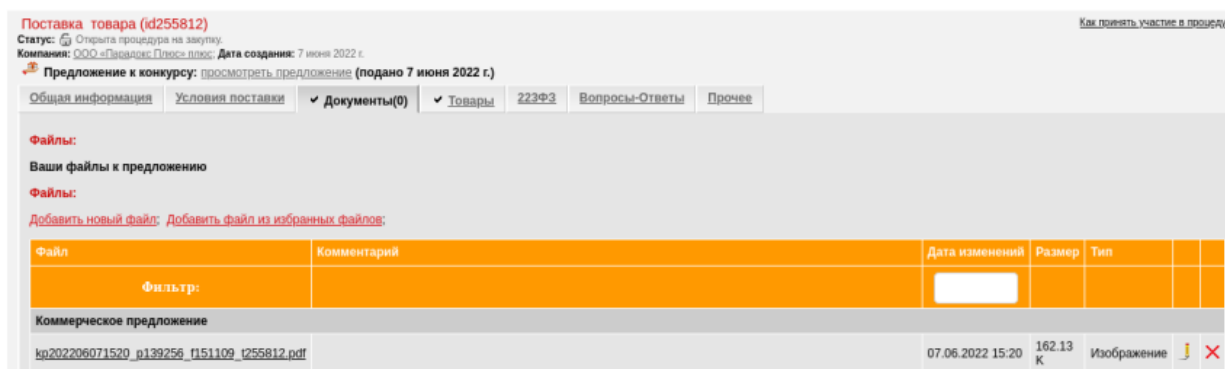 Поставка товара (id255812)
Как принять участие в процеду
Статус: Открыта процедура на закупку.
Компания: ООО «Парадокс Плюс» плюс; Дата создания: 7 июня 2022 г.
Предложение к конкурсу: просмотреть предложение (подано 7 июня 2022 г.)
Общая информация Условия поставки ✔ Документы(0) ✔ Товары 223ФЗ Вопросы-Ответы Прочее
Файлы:
Ваши файлы к предложению
Файлы:
Добавить новый файл; Добавить файл из избранных файлов;
Файл Комментарий Дата изменений Размер Тип
Фильтр:
Коммерческое предложение
kp202206071520_p139256_f151109_t255812.pdf 07.06.2022 15:20 162.13 K Изображение